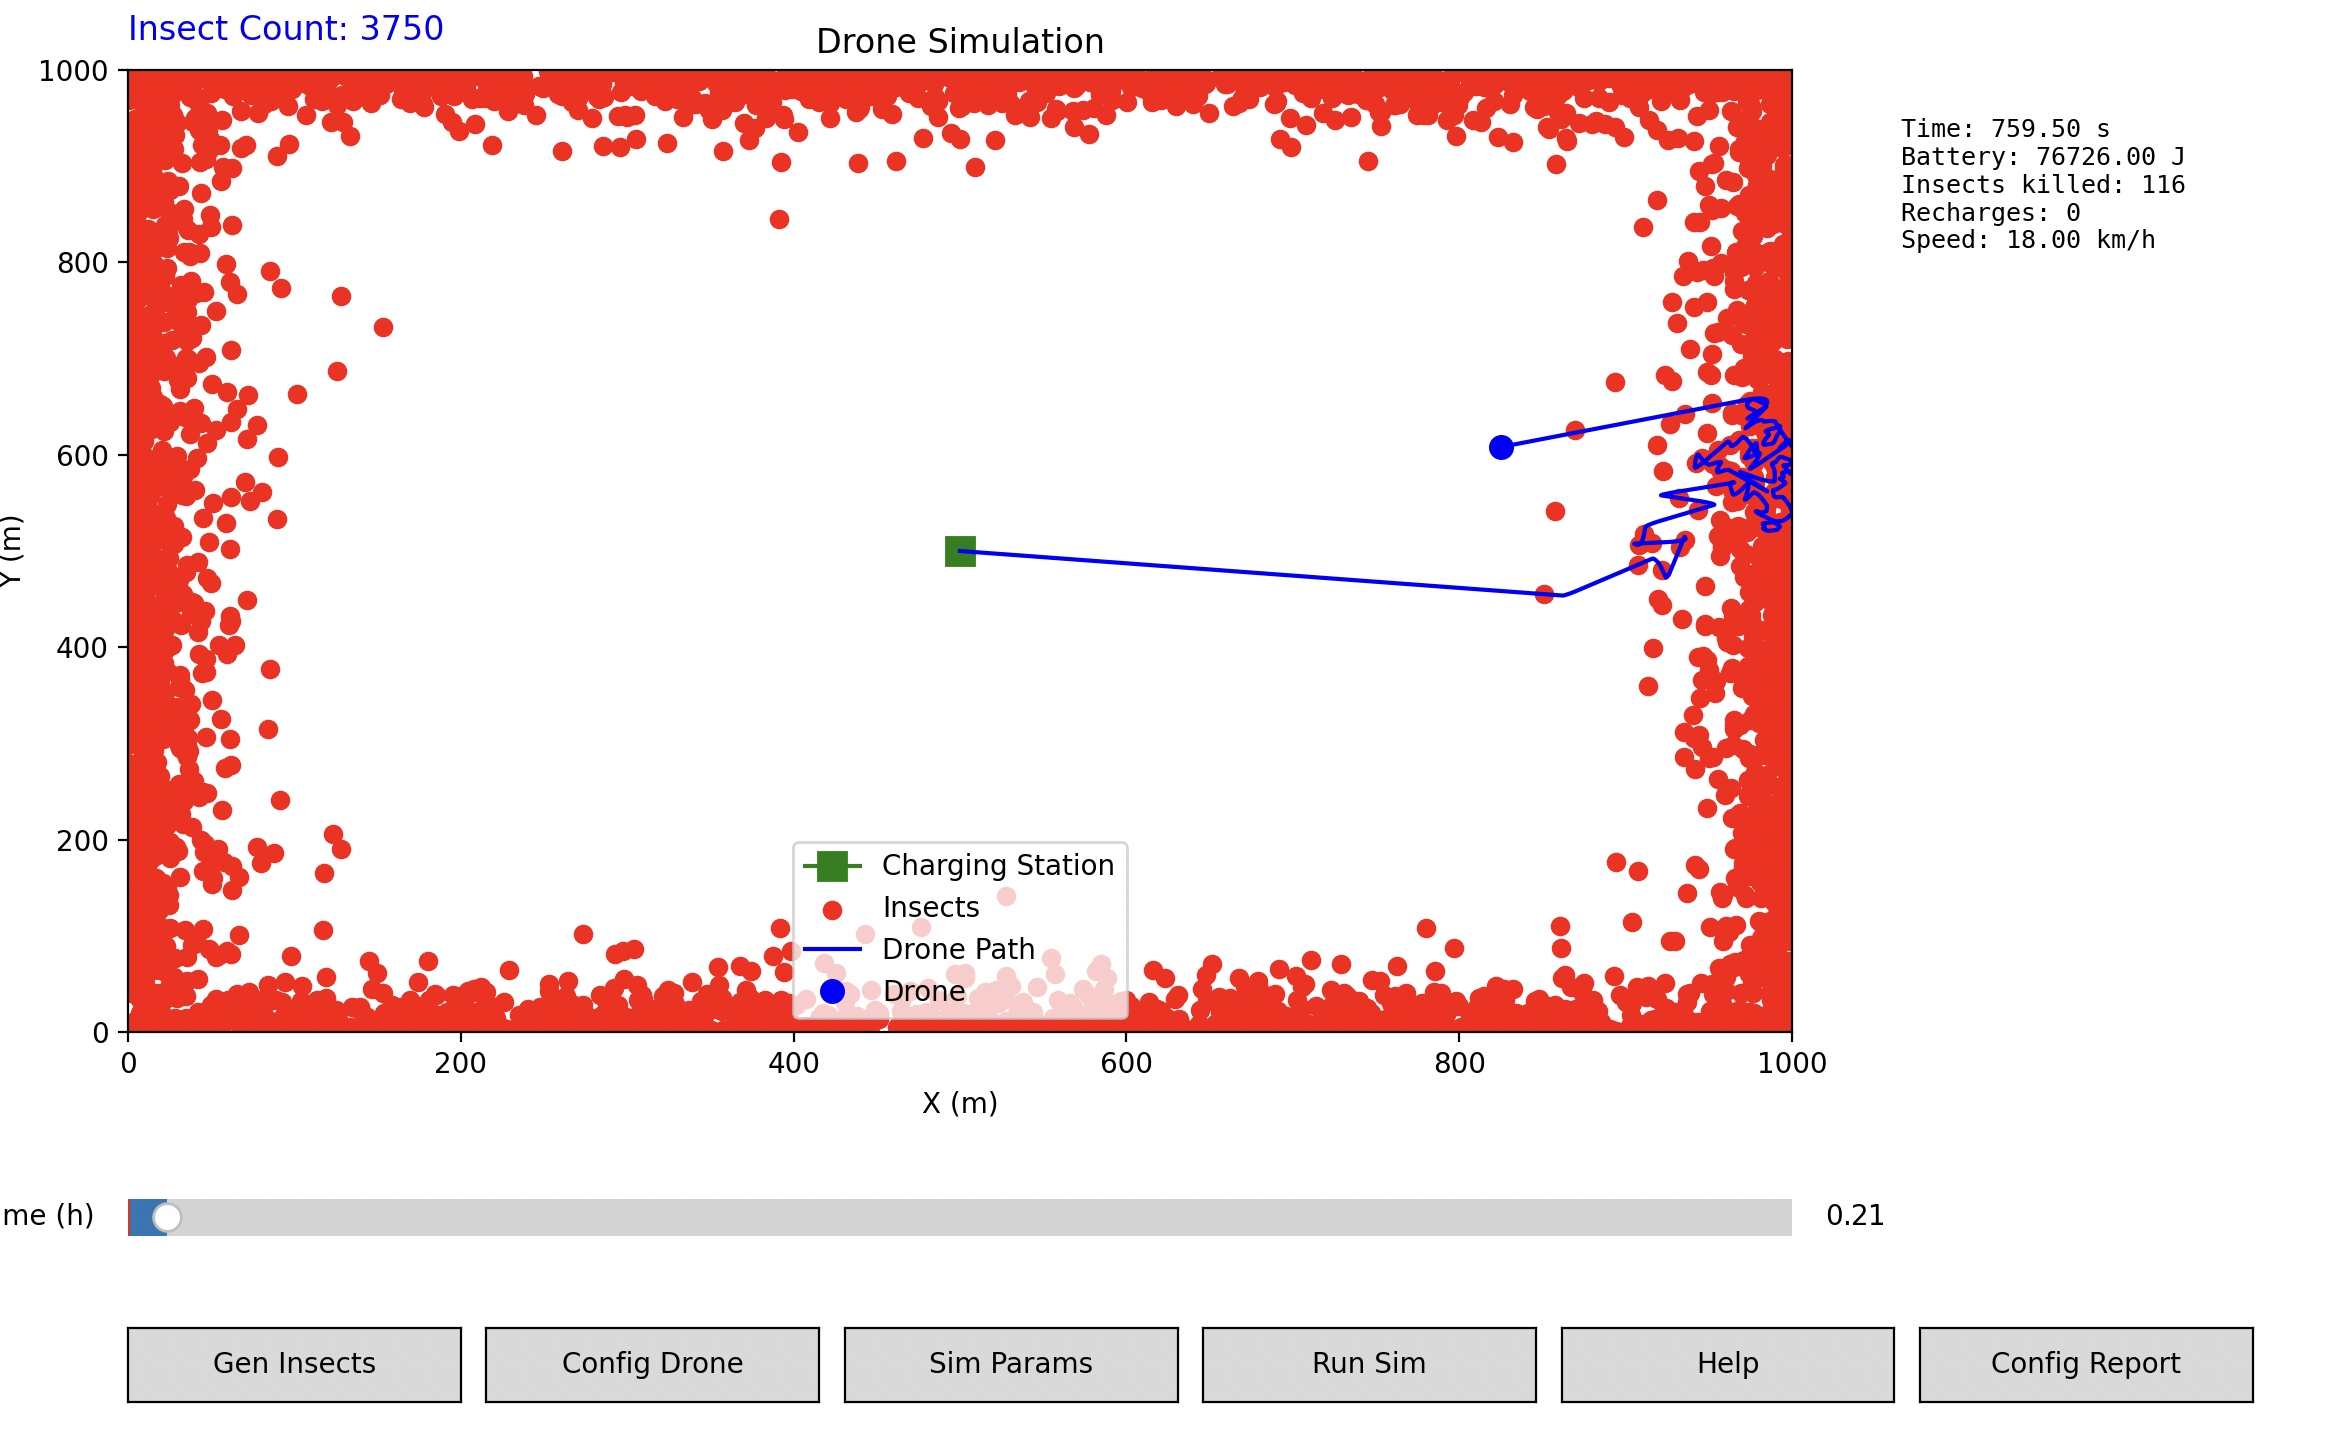 Insect Count: 3750
Drone Simulation
1000
800
600
400
200
0
Y (m)
0
200
400
600
800
1000
X (m)
Charging Station
Insects
Drone Path
Drone
Time: 759.50 s
Battery: 76726.00 J
Insects killed: 116
Recharges: 0
Speed: 18.00 km/h
me (h)
0.21
Gen Insects
Config Drone
Sim Params
Run Sim
Help
Config Report